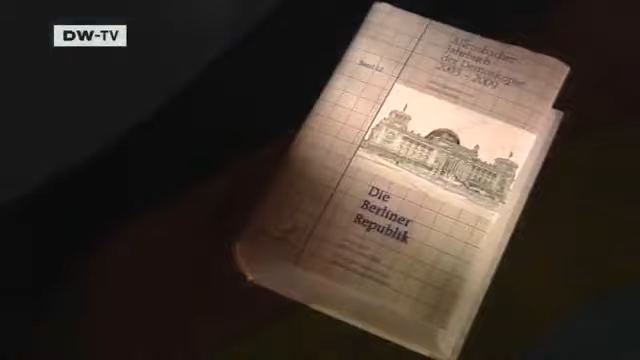 DW-TV
Allensbacher
Jahrbuch
der Demoskopie
2003 - 2009
Band 12
Die
Berliner
Republik